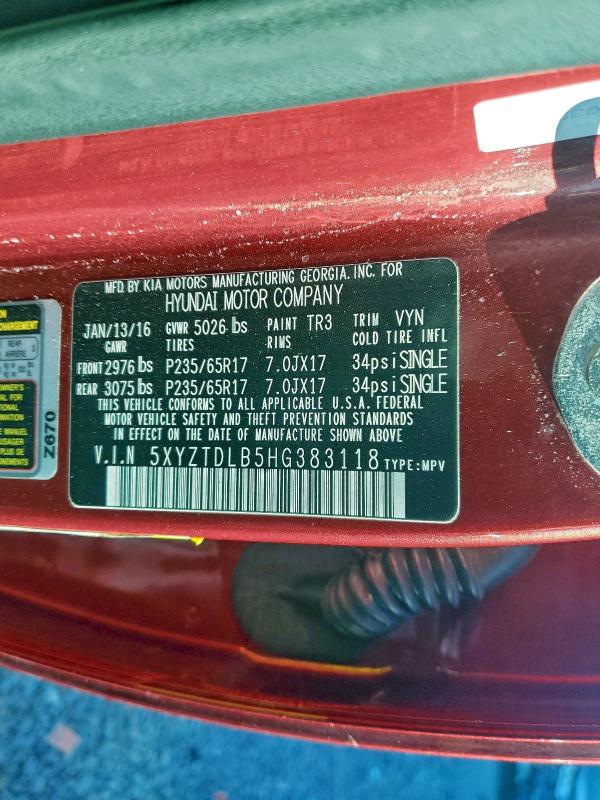 MFD BY KIA MOTORS MANUFACTURING GEORGIA. INC. FOR
HYUNDAI MOTOR COMPANY
JAN/13/16 GVWR 5026 lbs PAINT TR3 TRIM VYN
GAWR TIRES RIMS COLD TIRE INFL
FRONT 2976 lbs P235/65R17 7.0JX17 34psi SINGLE
REAR 3075 lbs P235/65R17 7.0JX17 34psi SINGLE
THIS VEHICLE CONFORMS TO ALL APPLICABLE U.S.A. FEDERAL
MOTOR VEHICLE SAFETY AND THEFT PREVENTION STANDARDS
IN EFFECT ON THE DATE OF MANUFACTURE SHOWN ABOVE
V.I.N 5XYZTDLB5HG383118 TYPE:MPV
REAR
ARRIÈRE
MANUEL
Z670